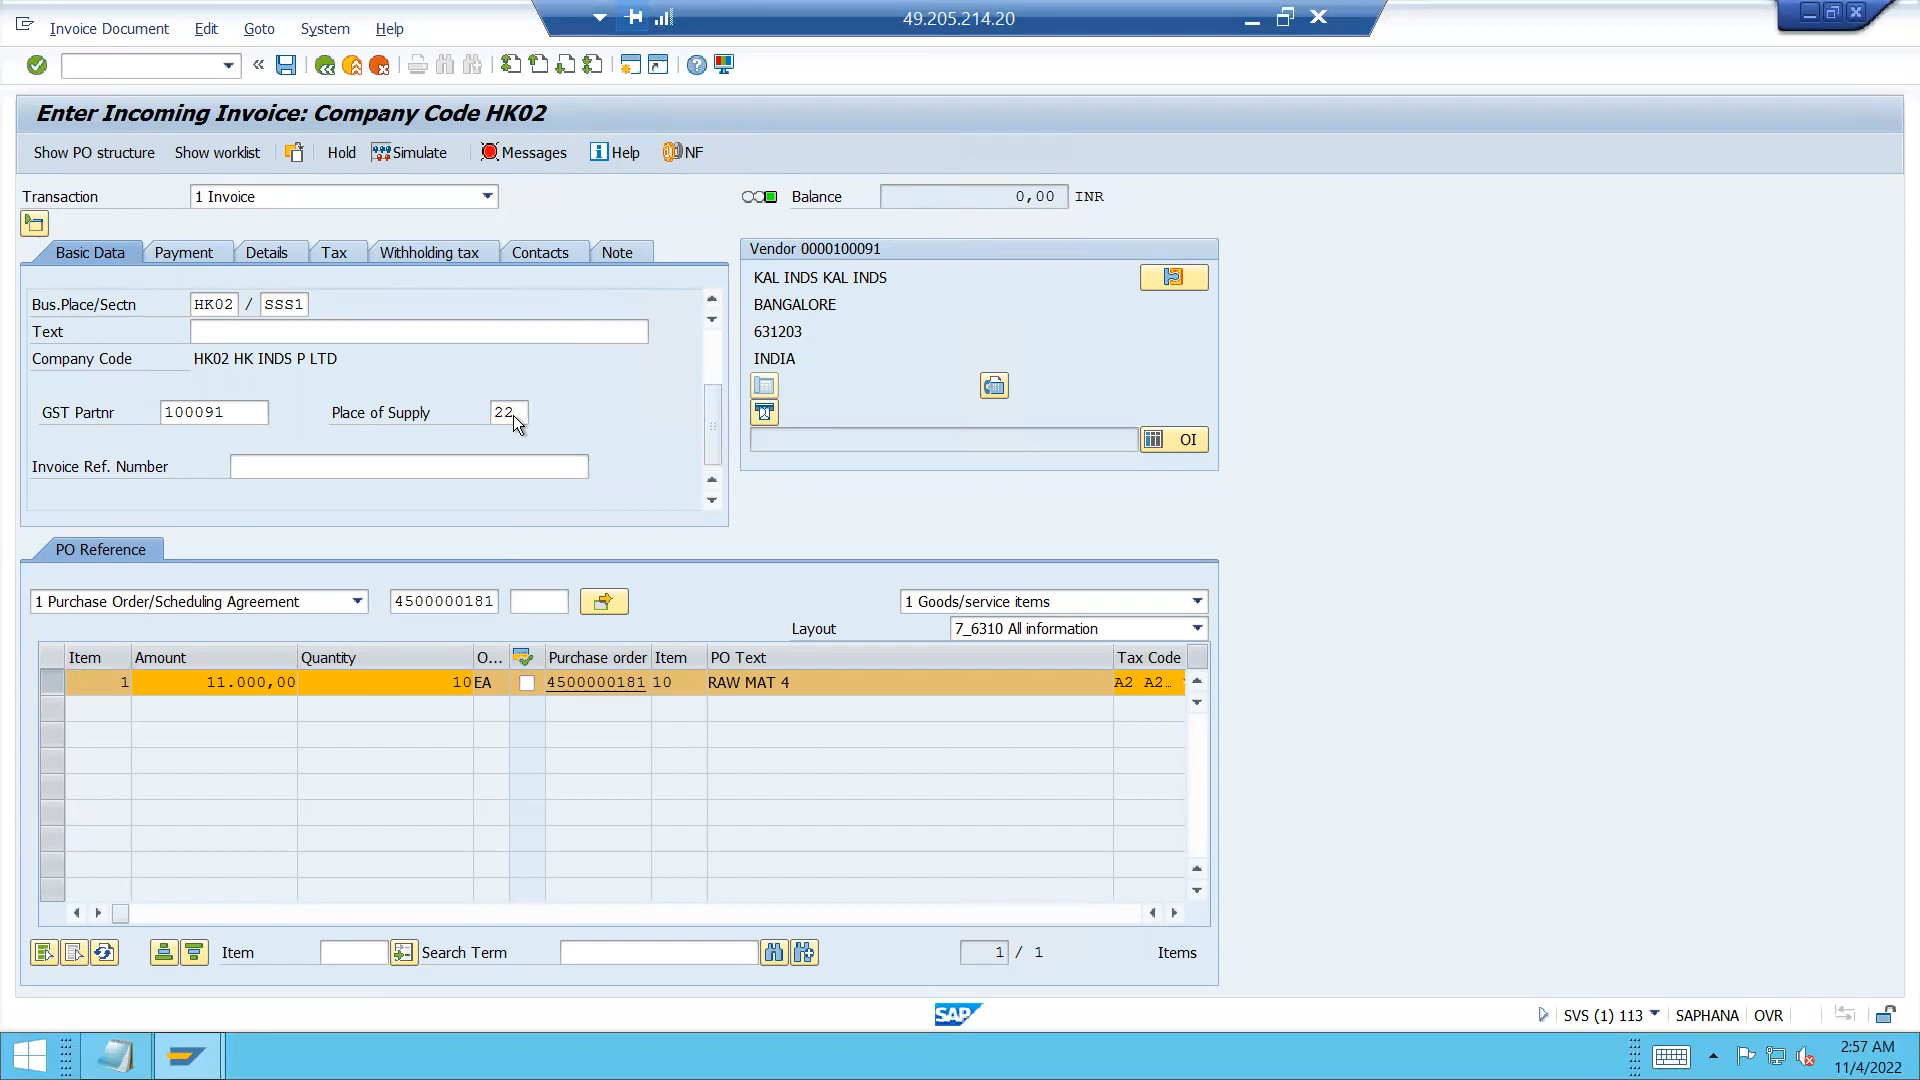 49.205.214.20
Invoice Document Edit Goto System Help
Enter Incoming Invoice: Company Code HK02
Show PO structure Show worklist Hold Simulate Messages Help NF
Transaction 1 Invoice Balance 0,00 INR
Basic Data Payment Details Tax Withholding tax Contacts Note
Bus.Place/Sectn HK02 / SSS1
Text
Company Code HK02 HK INDS P LTD
GST Partnr 100091 Place of Supply 22
Invoice Ref. Number
Vendor 0000100091
KAL INDS KAL INDS
BANGALORE
631203
INDIA
OI
PO Reference
1 Purchase Order/Scheduling Agreement 4500000181 1 Goods/service items
Layout 7_6310 All information
Item Amount Quantity O... Purchase order Item PO Text Tax Code
1 11.000,00 10 EA 4500000181 10 RAW MAT 4 A2 A2…
Item Search Term 1 / 1 Items
SAP SVS (1) 113 SAPHANA OVR
2:57 AM
11/4/2022